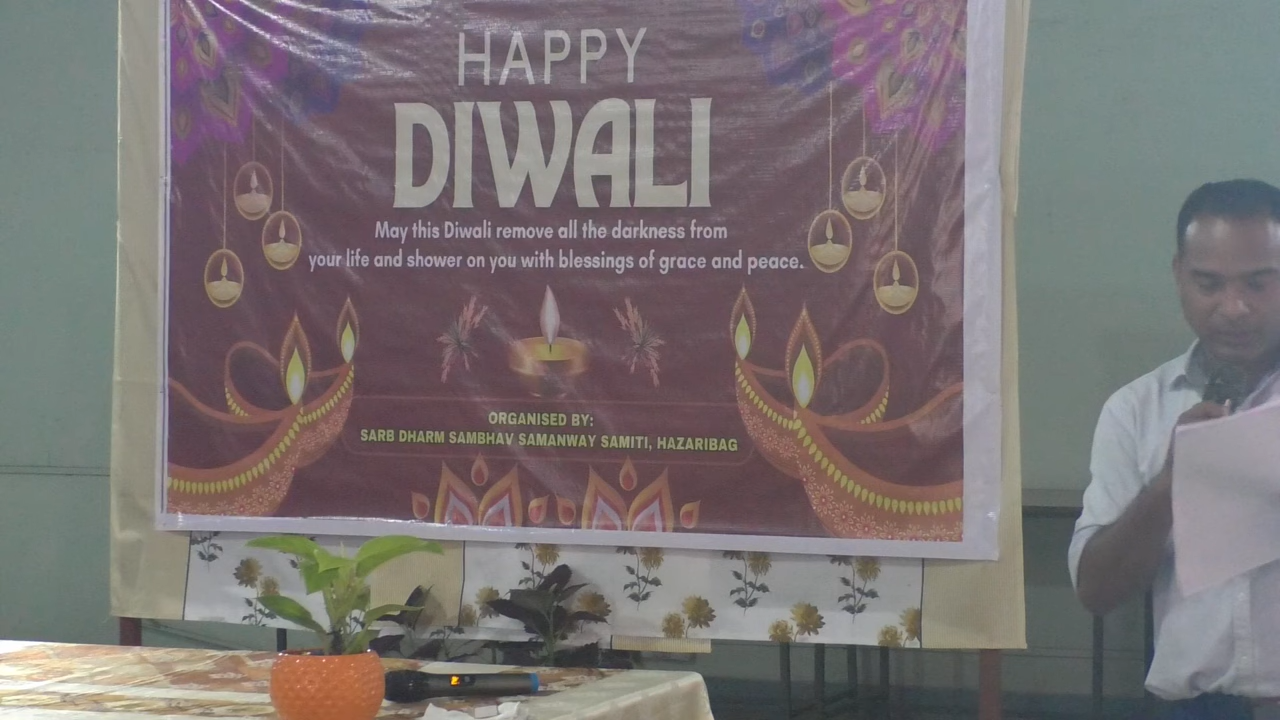 HAPPY
DIWALI
May this Diwali remove all the darkness from
your life and shower on you with blessings of grace and peace.
ORGANISED BY:
SARB DHARM SAMBHAV SAMANWAY SAMITI, HAZARIBAG